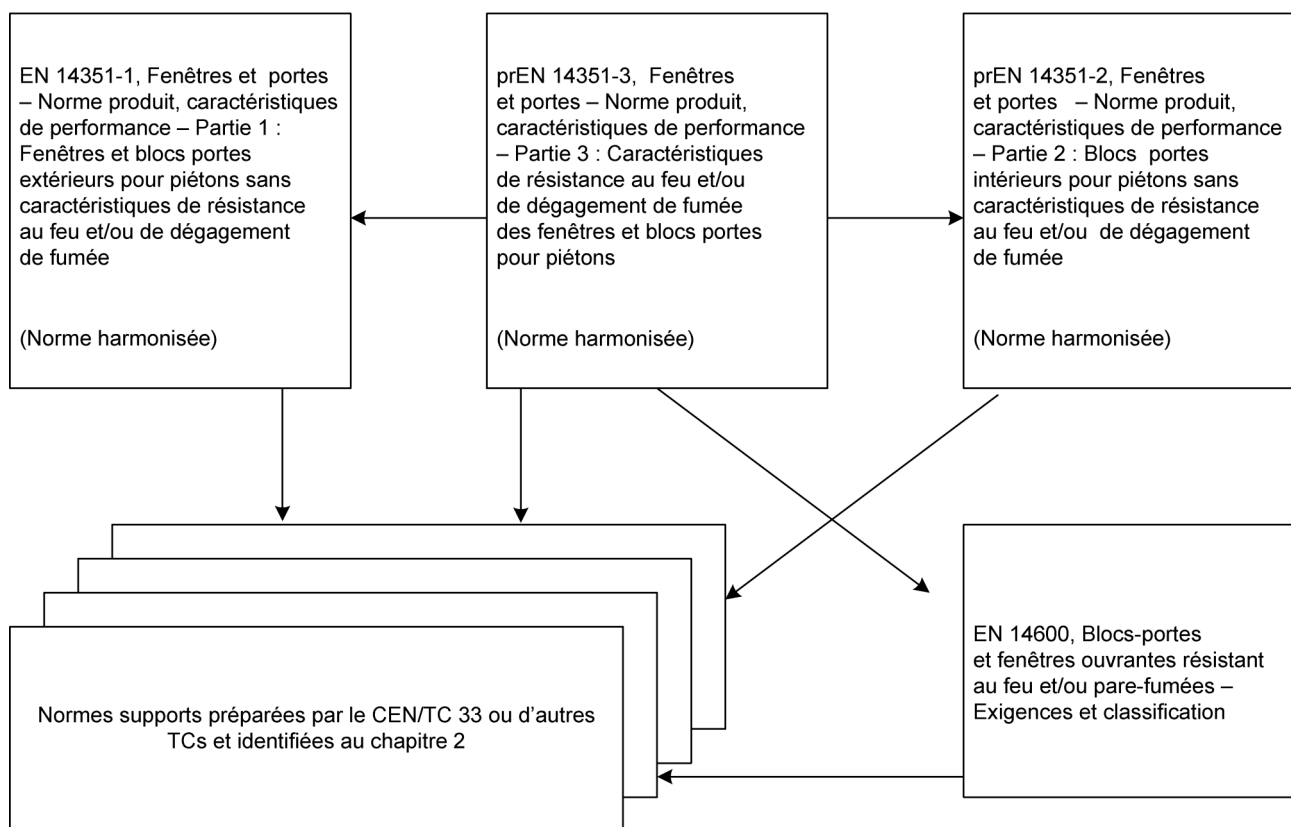 EN 14351-1, Fenêtres et portes
– Norme produit, caractéristiques
de performance – Partie 1 :
Fenêtres et blocs portes
extérieurs pour piétons sans
caractéristiques de résistance
au feu et/ou de dégagement
de fumée
(Norme harmonisée)
prEN 14351-3, Fenêtres
et portes – Norme produit,
caractéristiques de performance
– Partie 3 : Caractéristiques
de résistance au feu et/ou
de dégagement de fumée
des fenêtres et blocs portes
pour piétons
(Norme harmonisée)
prEN 14351-2, Fenêtres
et portes – Norme produit,
caractéristiques de performance
– Partie 2 : Blocs portes
intérieurs pour piétons sans
caractéristiques de résistance
au feu et/ou de dégagement
de fumée
(Norme harmonisée)
Normes supports préparées par le CEN/TC 33 ou d’autres
TCs et identifiées au chapitre 2
EN 14600, Blocs-portes
et fenêtres ouvrantes résistant
au feu et/ou pare-fumées –
Exigences et classification